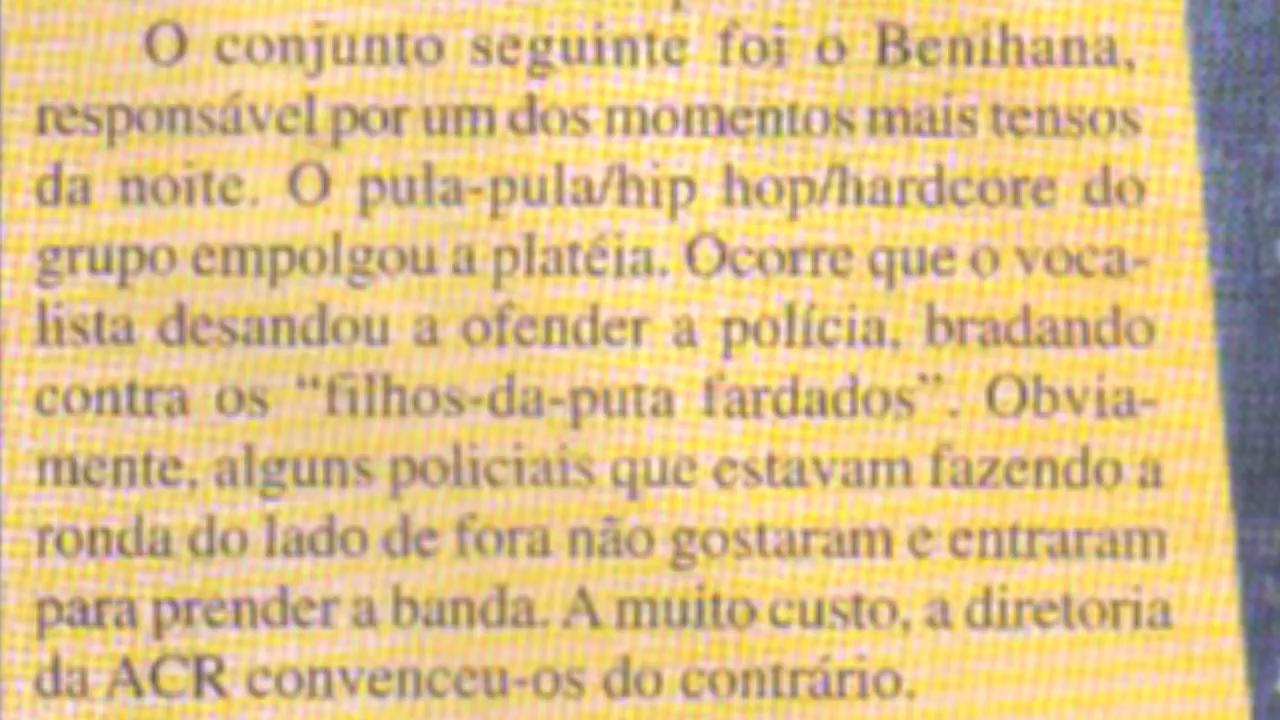 O conjunto seguinte foi o Benihana,
responsável por um dos momentos mais tensos
da noite. O pula-pula/hip hop/hardcore do
grupo empolgou a platéia. Ocorre que o voca-
lista desandou a ofender a polícia, bradando
contra os “filhos-da-puta fardados”. Obvia-
mente, alguns policiais que estavam fazendo a
ronda do lado de fora não gostaram e entraram
para prender a banda. A muito custo, a diretoria
da ACR convenceu-os do contrário.